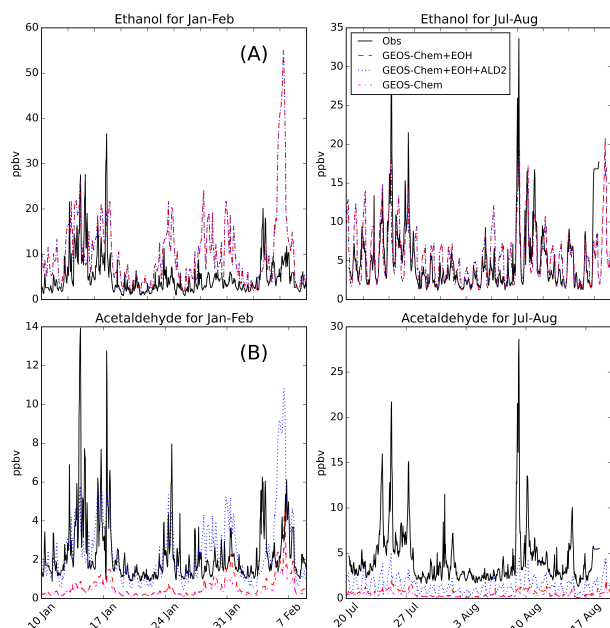 Ethanol for Jan-Feb
Ethanol for Jul-Aug
60
50
40
30
20
10
0
ppbv
(A)
35
30
25
20
15
10
5
0
ppbv
Obs
GEOS-Chem+EOH
GEOS-Chem+EOH+ALD2
GEOS-Chem
Acetaldehyde for Jan-Feb
Acetaldehyde for Jul-Aug
14
12
10
8
6
4
2
0
ppbv
(B)
30
25
20
15
10
5
0
ppbv
10 Jan
17 Jan
24 Jan
31 Jan
7 Feb
20 Jul
27 Jul
3 Aug
10 Aug
17 Aug